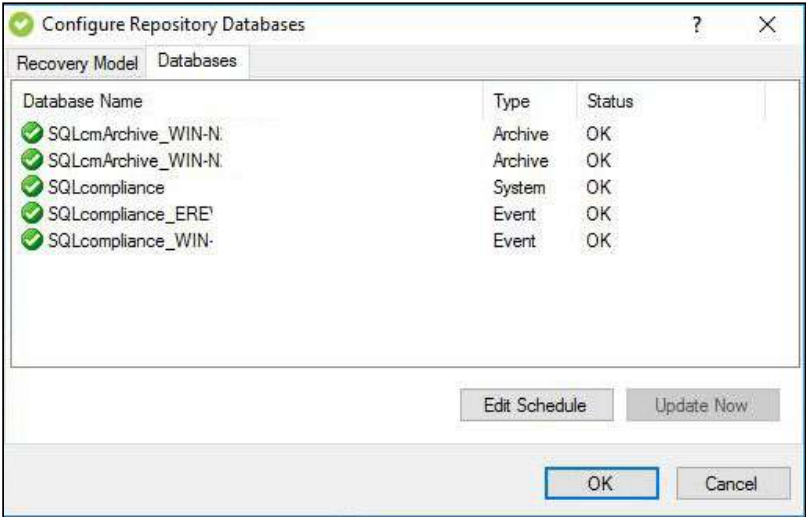 Configure Repository Databases ? X
Recovery Model Databases
Database Name Type Status
SQLcmArchive_WIN-N Archive OK
SQLcmArchive_WIN-N Archive OK
SQLcompliance System OK
SQLcompliance_ERE Event OK
SQLcompliance_WIN- Event OK
Edit Schedule Update Now
OK Cancel